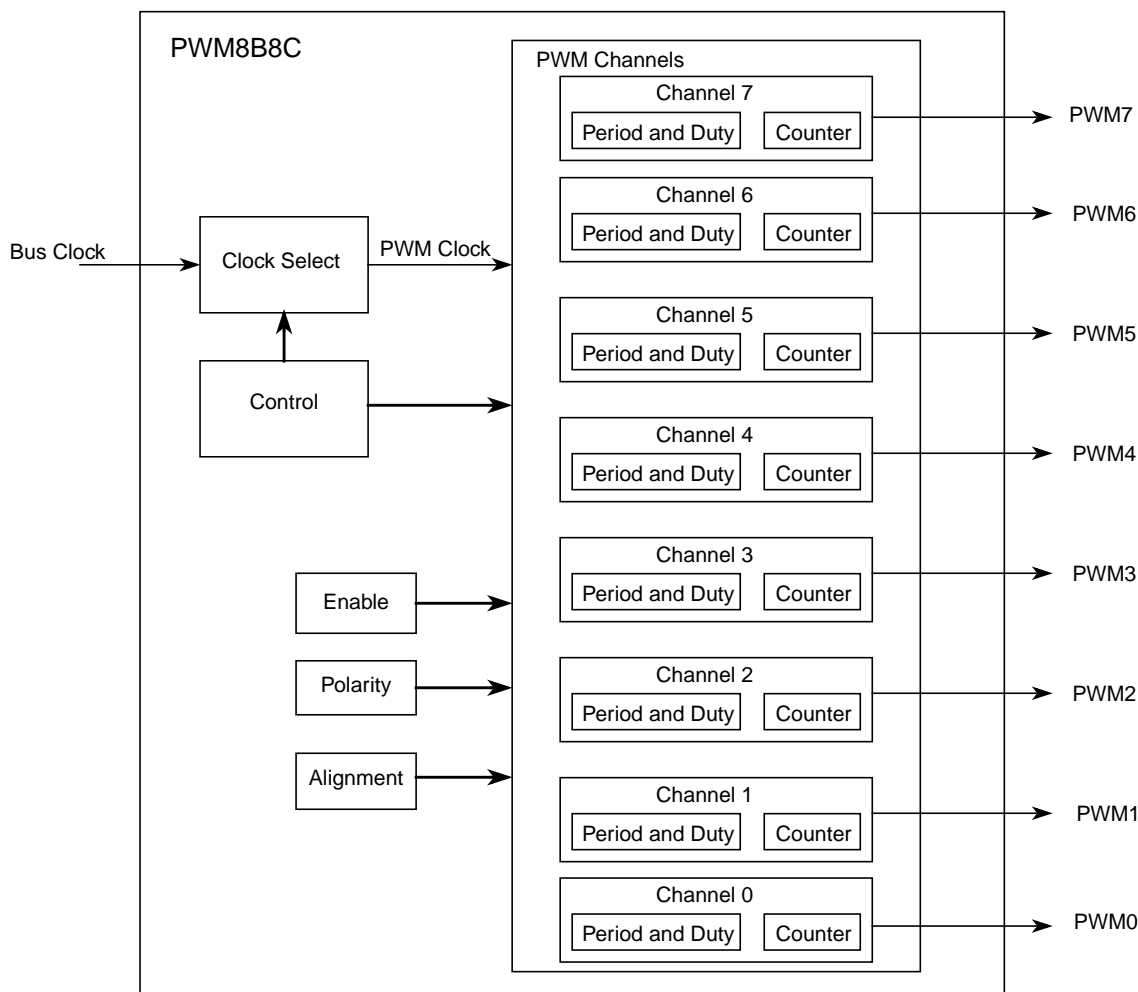 PWM8B8C
PWM Channels
Channel 7
Period and Duty
Counter
PWM7
Channel 6
Period and Duty
Counter
PWM6
Bus Clock
Clock Select
PWM Clock
Channel 5
Period and Duty
Counter
PWM5
Control
Channel 4
Period and Duty
Counter
PWM4
Channel 3
Period and Duty
Counter
PWM3
Enable
Polarity
Channel 2
Period and Duty
Counter
PWM2
Alignment
Channel 1
Period and Duty
Counter
PWM1
Channel 0
Period and Duty
Counter
PWM0